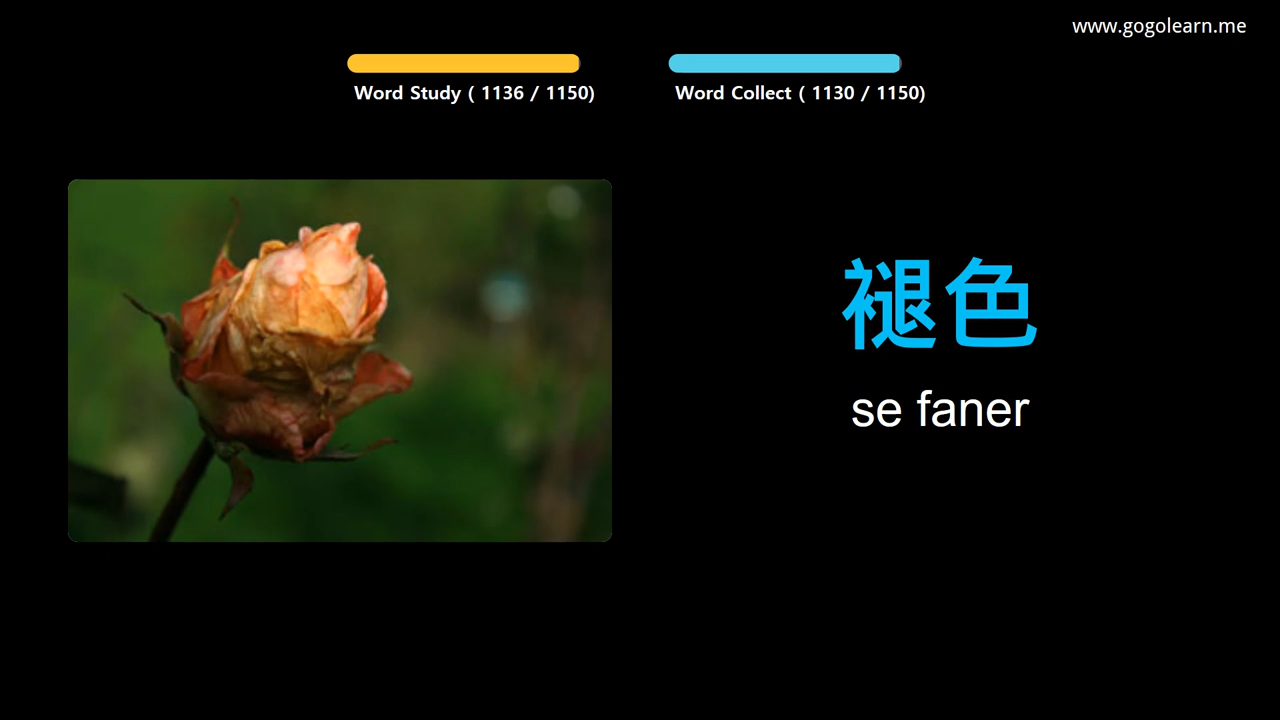 www.gogolearn.me
Word Study ( 1136 / 1150)
Word Collect ( 1130 / 1150)
褪色
se faner